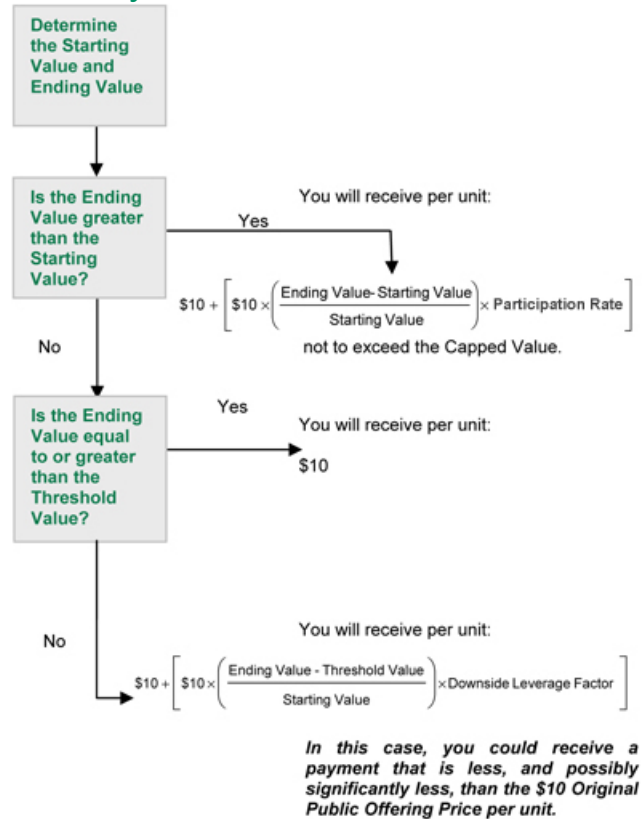 Determine
the Starting
Value and
Ending Value
Is the Ending
Value greater
than the
Starting
Value?
Yes
You will receive per unit:
$10 + [ $10 × ( Ending Value- Starting Value / Starting Value ) × Participation Rate ]
not to exceed the Capped Value.
No
Is the Ending
Value equal
to or greater
than the
Threshold
Value?
Yes
You will receive per unit:
$10
No
You will receive per unit:
$10 + [ $10 × ( Ending Value - Threshold Value / Starting Value ) × Downside Leverage Factor ]
In this case, you could receive a
payment that is less, and possibly
significantly less, than the $10 Original
Public Offering Price per unit.